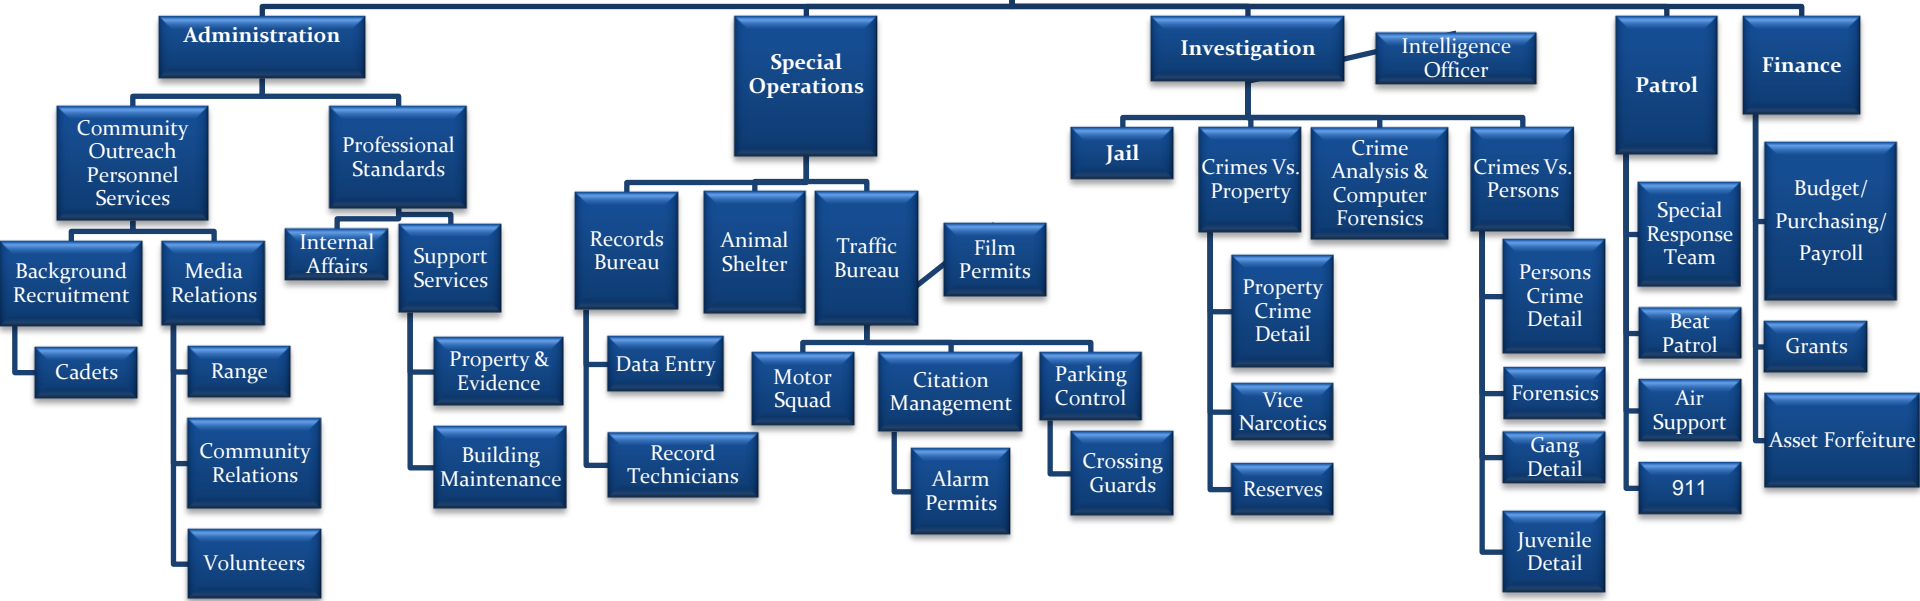 Administration
Special
Operations
Investigation
Intelligence
Officer
Patrol
Finance
Community
Outreach
Personnel
Services
Professional
Standards
Jail
Crimes Vs.
Property
Crime
Analysis &
Computer
Forensics
Crimes Vs.
Persons
Background
Recruitment
Media
Relations
Internal
Affairs
Support
Services
Records
Bureau
Animal
Shelter
Traffic
Bureau
Film
Permits
Cadets
Range
Community
Relations
Volunteers
Property &
Evidence
Building
Maintenance
Data Entry
Record
Technicians
Motor
Squad
Citation
Management
Parking
Control
Alarm
Permits
Crossing
Guards
Property
Crime
Detail
Vice
Narcotics
Reserves
Persons
Crime
Detail
Forensics
Gang
Detail
Juvenile
Detail
Special
Response
Team
Beat
Patrol
Air
Support
911
Budget/
Purchasing/
Payroll
Grants
Asset Forfeiture